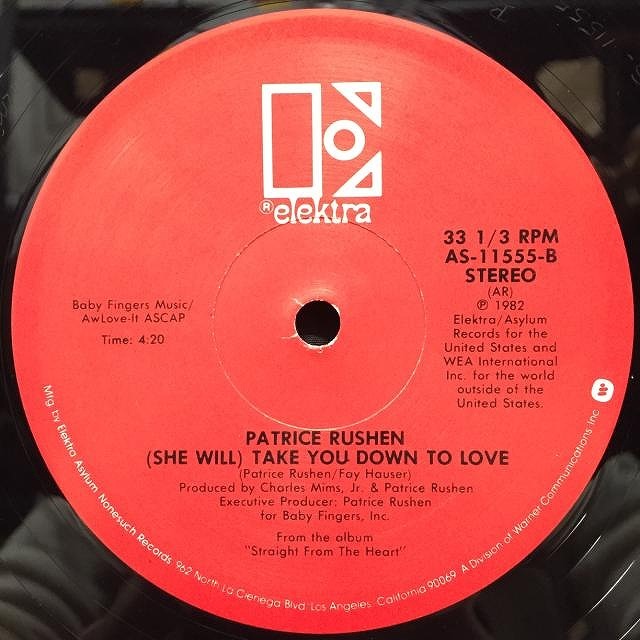 ® elektra
33 1/3 RPM
AS-11555-B
STEREO
(AR)
℗ 1982
Elektra/Asylum
Records for the
United States and
WEA International
Inc. for the world
outside of the
United States.
Baby Fingers Music/
AwLove-It ASCAP
Time: 4:20
PATRICE RUSHEN
(SHE WILL) TAKE YOU DOWN TO LOVE
(Patrice Rushen/Fay Hauser)
Produced by Charles Mims, Jr. & Patrice Rushen
Executive Producer: Patrice Rushen
for Baby Fingers, Inc.
From the album
"Straight From The Heart"
Mfg. by Elektra Asylum Nonesuch Records 962 North La Cienega Blvd. Los Angeles, California 90069 A Division of Warner Communications Inc